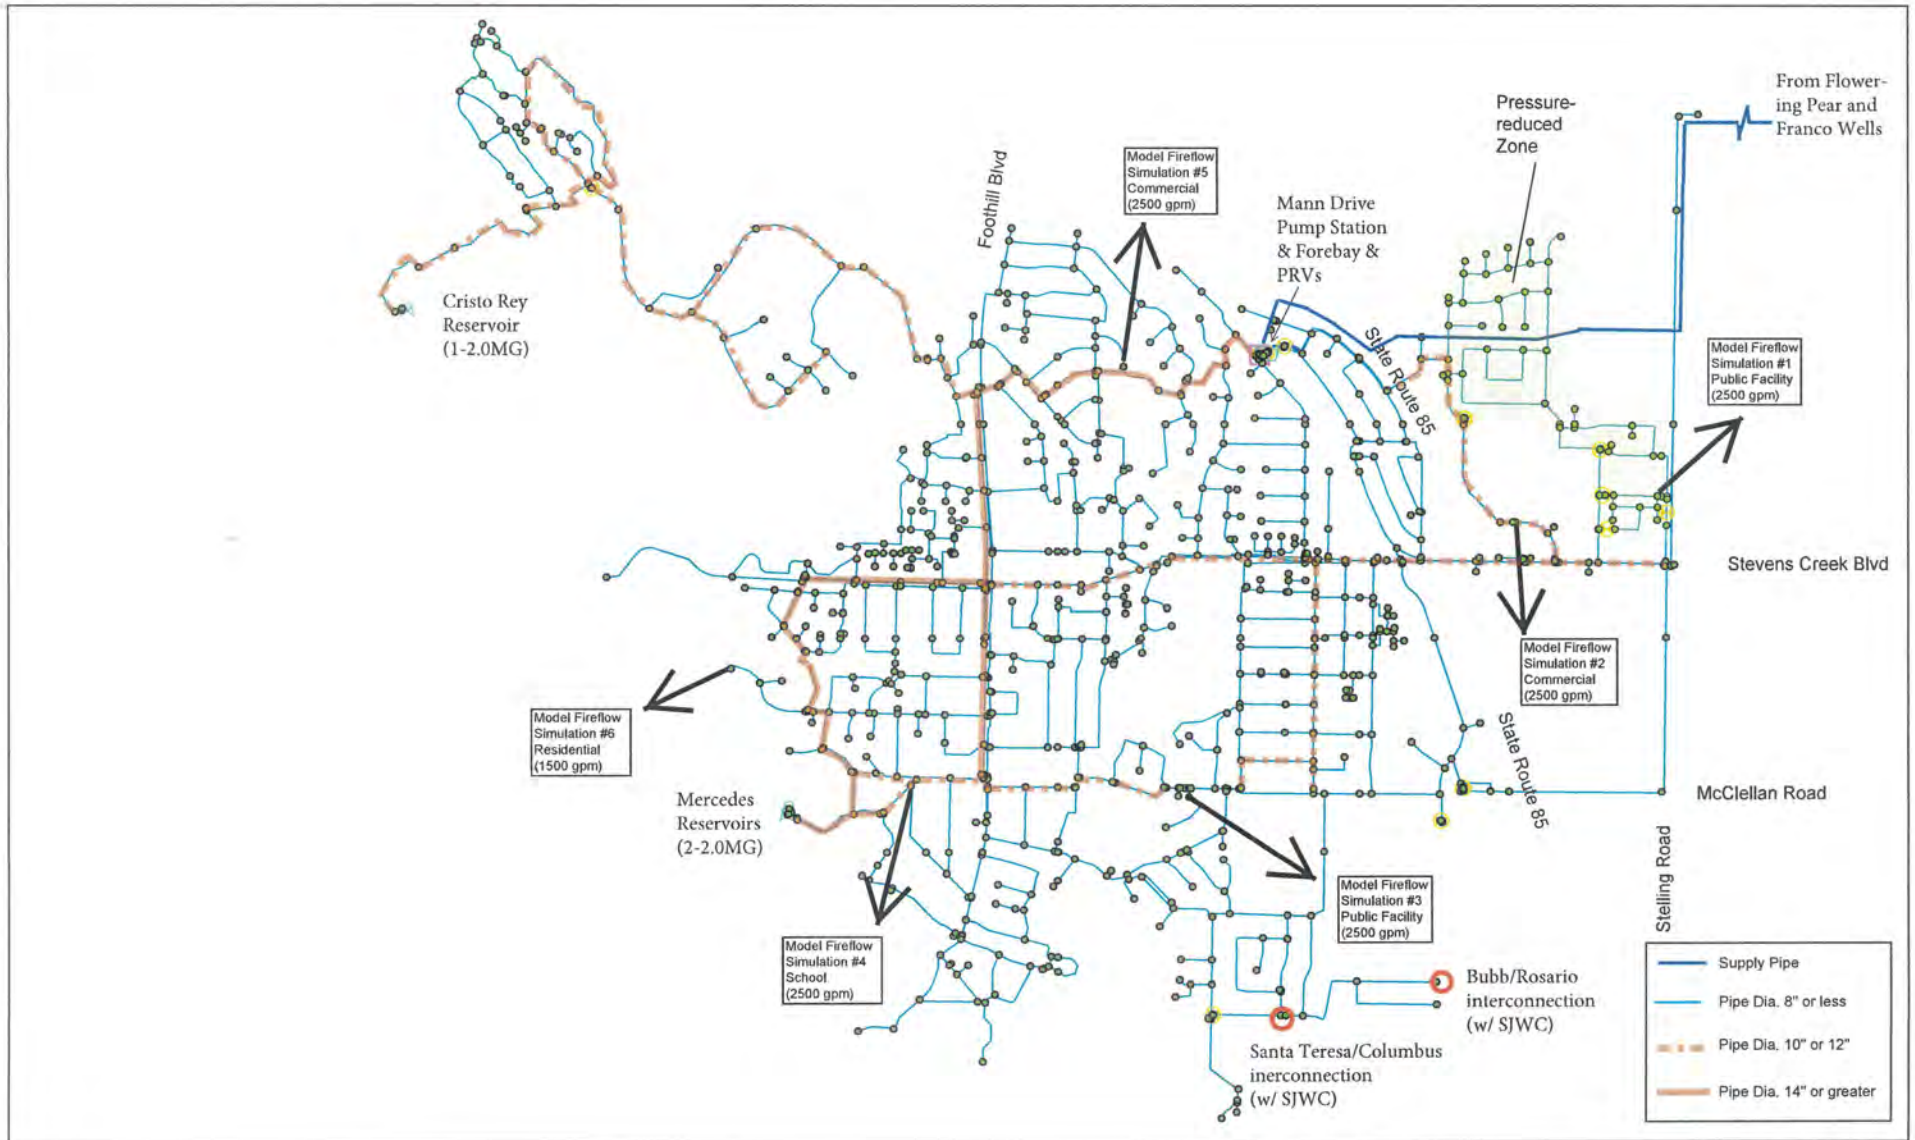 From Flower-
ing Pear and
Franco Wells
Pressure-
reduced
Zone
Model Fireflow
Simulation #5
Commercial
(2500 gpm)
Foothill Blvd
Mann Drive
Pump Station
& Forebay &
PRVs
Cristo Rey
Reservoir
(1-2.0MG)
State Route 85
Model Fireflow
Simulation #1
Public Facility
(2500 gpm)
Stevens Creek Blvd
Model Fireflow
Simulation #2
Commercial
(2500 gpm)
Model Fireflow
Simulation #6
Residential
(1500 gpm)
State Route 85
Mercedes
Reservoirs
(2-2.0MG)
McClellan Road
Stelling Road
Model Fireflow
Simulation #3
Public Facility
(2500 gpm)
Model Fireflow
Simulation #4
School
(2500 gpm)
Bubb/Rosario
interconnection
(w/ SJWC)
Santa Teresa/Columbus
inerconnection
(w/ SJWC)
Supply Pipe
Pipe Dia. 8" or less
Pipe Dia. 10" or 12"
Pipe Dia. 14" or greater